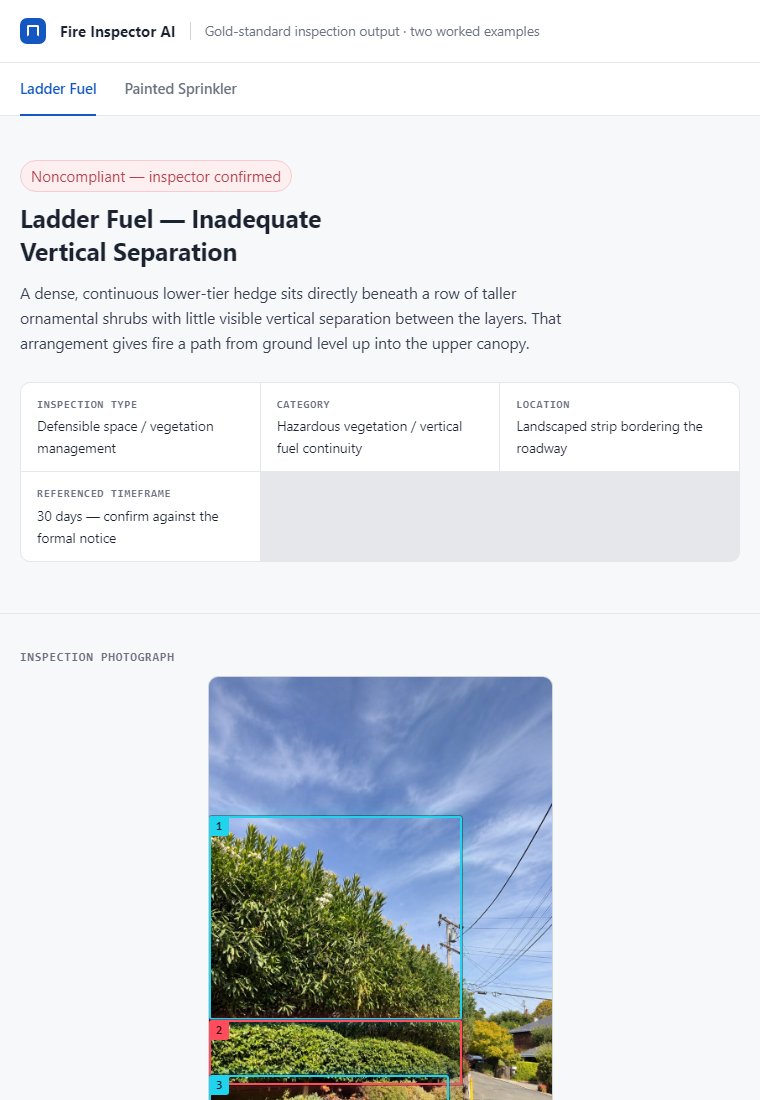 Fire Inspector AI
Gold-standard inspection output · two worked examples
Ladder Fuel
Painted Sprinkler
Noncompliant — inspector confirmed
Ladder Fuel — Inadequate
Vertical Separation
A dense, continuous lower-tier hedge sits directly beneath a row of taller
ornamental shrubs with little visible vertical separation between the layers. That
arrangement gives fire a path from ground level up into the upper canopy.
INSPECTION TYPE
Defensible space / vegetation
management
CATEGORY
Hazardous vegetation / vertical
fuel continuity
LOCATION
Landscaped strip bordering the
roadway
REFERENCED TIMEFRAME
30 days — confirm against the
formal notice
INSPECTION PHOTOGRAPH
1
2
3